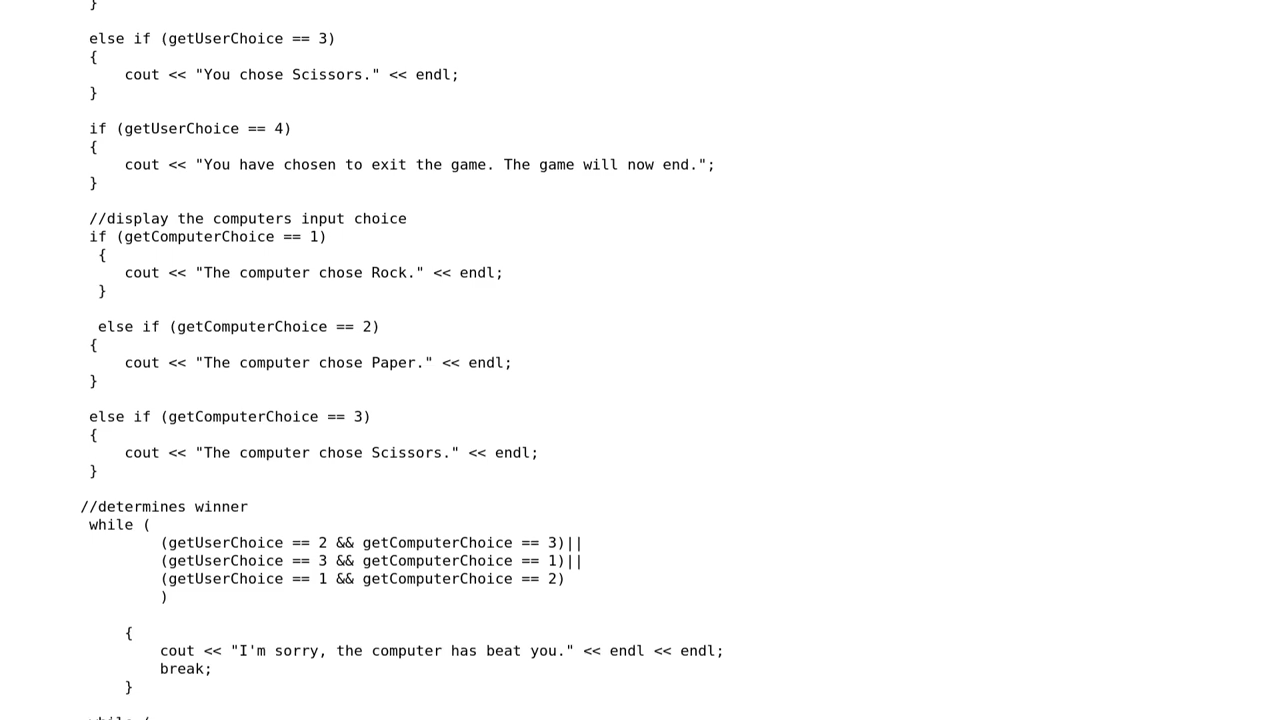 }
else if (getUserChoice == 3)
{
cout << "You chose Scissors." << endl;
}
if (getUserChoice == 4)
{
cout << "You have chosen to exit the game. The game will now end.";
}
//display the computers input choice
if (getComputerChoice == 1)
{
cout << "The computer chose Rock." << endl;
}
else if (getComputerChoice == 2)
{
cout << "The computer chose Paper." << endl;
}
else if (getComputerChoice == 3)
{
cout << "The computer chose Scissors." << endl;
}
//determines winner
while (
(getUserChoice == 2 && getComputerChoice == 3)||
(getUserChoice == 3 && getComputerChoice == 1)||
(getUserChoice == 1 && getComputerChoice == 2)
)
{
cout << "I'm sorry, the computer has beat you." << endl << endl;
break;
}
while (